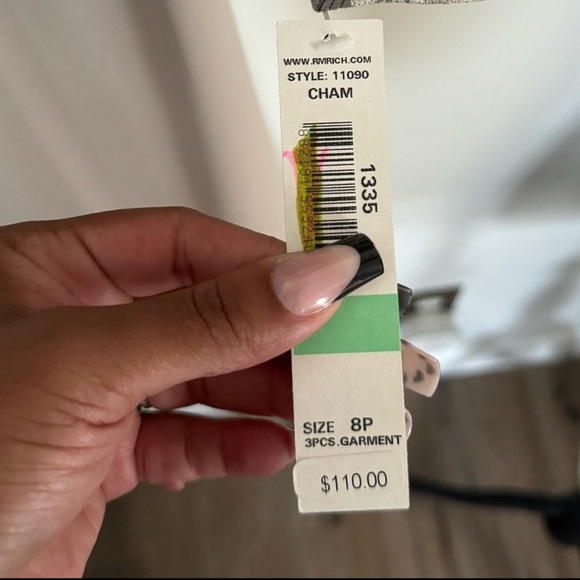 WWW.RMRICH.COM
STYLE: 11090
CHAM
1335
SIZE 8P
3PCS.GARMENT
$110.00